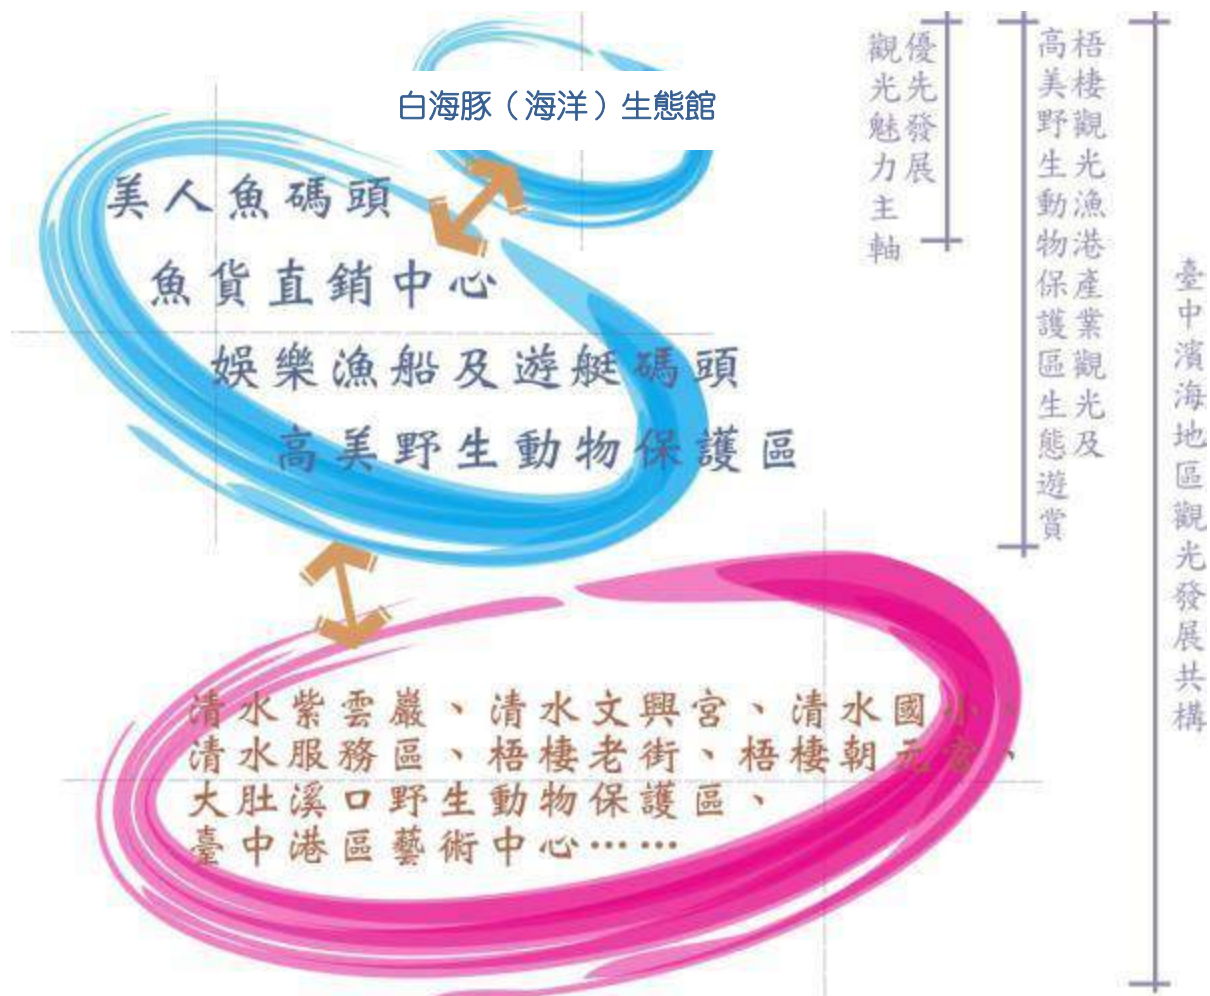 白海豚（海洋）生態館
美人魚碼頭
魚貨直銷中心
娛樂漁船及遊艇碼頭
高美野生動物保護區
清水紫雲巖、清水文興宮、清水國小、
清水服務區、梧棲老街、梧棲朝元宮、
大肚溪口野生動物保護區、
臺中港區藝術中心……
優先發展
觀光魅力主軸
梧棲觀光漁港產業觀光及
高美野生動物保護區生態遊賞
臺中濱海地區觀光發展共構